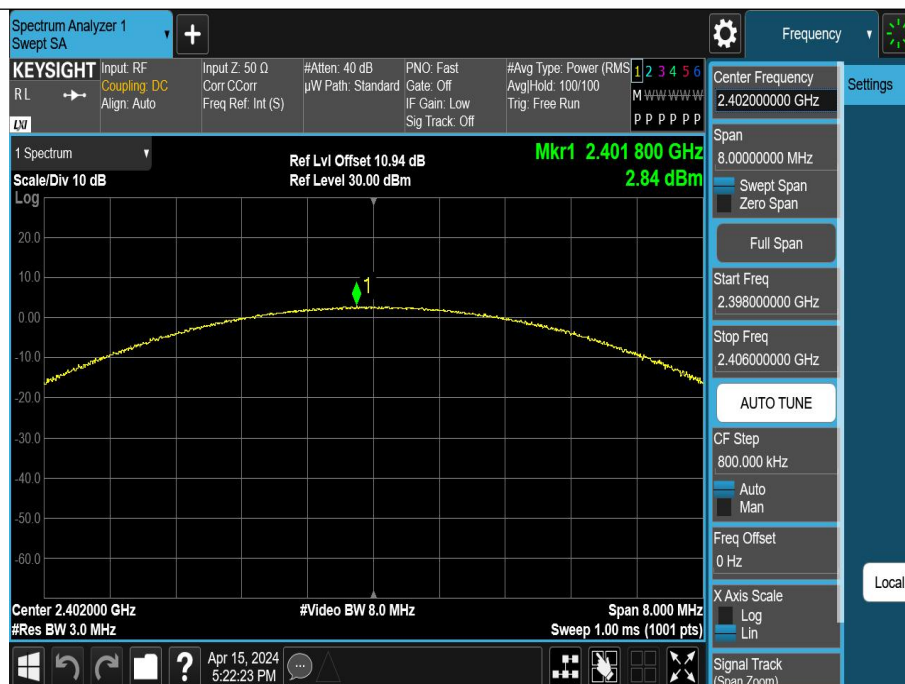 Spectrum Analyzer 1
Swept SA
Frequency
KEYSIGHT
RL
LXI
Input: RF
Coupling: DC
Align: Auto
Input Z: 50 Ω
Corr CCorr
Freq Ref: Int (S)
#Atten: 40 dB
µW Path: Standard
PNO: Fast
Gate: Off
IF Gain: Low
Sig Track: Off
#Avg Type: Power (RMS
Avg|Hold: 100/100
Trig: Free Run
1 2 3 4 5 6
M W W W W W
P P P P P P
1 Spectrum
Scale/Div 10 dB
Log
Ref Lvl Offset 10.94 dB
Ref Level 30.00 dBm
Mkr1 2.401 800 GHz
2.84 dBm
20.0
10.0
0.00
-10.0
-20.0
-30.0
-40.0
-50.0
-60.0
1
Center 2.402000 GHz
#Res BW 3.0 MHz
#Video BW 8.0 MHz
Span 8.000 MHz
Sweep 1.00 ms (1001 pts)
?
Apr 15, 2024
5:22:23 PM
Center Frequency
2.402000000 GHz
Settings
Span
8.00000000 MHz
Swept Span
Zero Span
Full Span
Start Freq
2.398000000 GHz
Stop Freq
2.406000000 GHz
AUTO TUNE
CF Step
800.000 kHz
Auto
Man
Freq Offset
0 Hz
Local
X Axis Scale
Log
Lin
Signal Track
(Span Zoom)